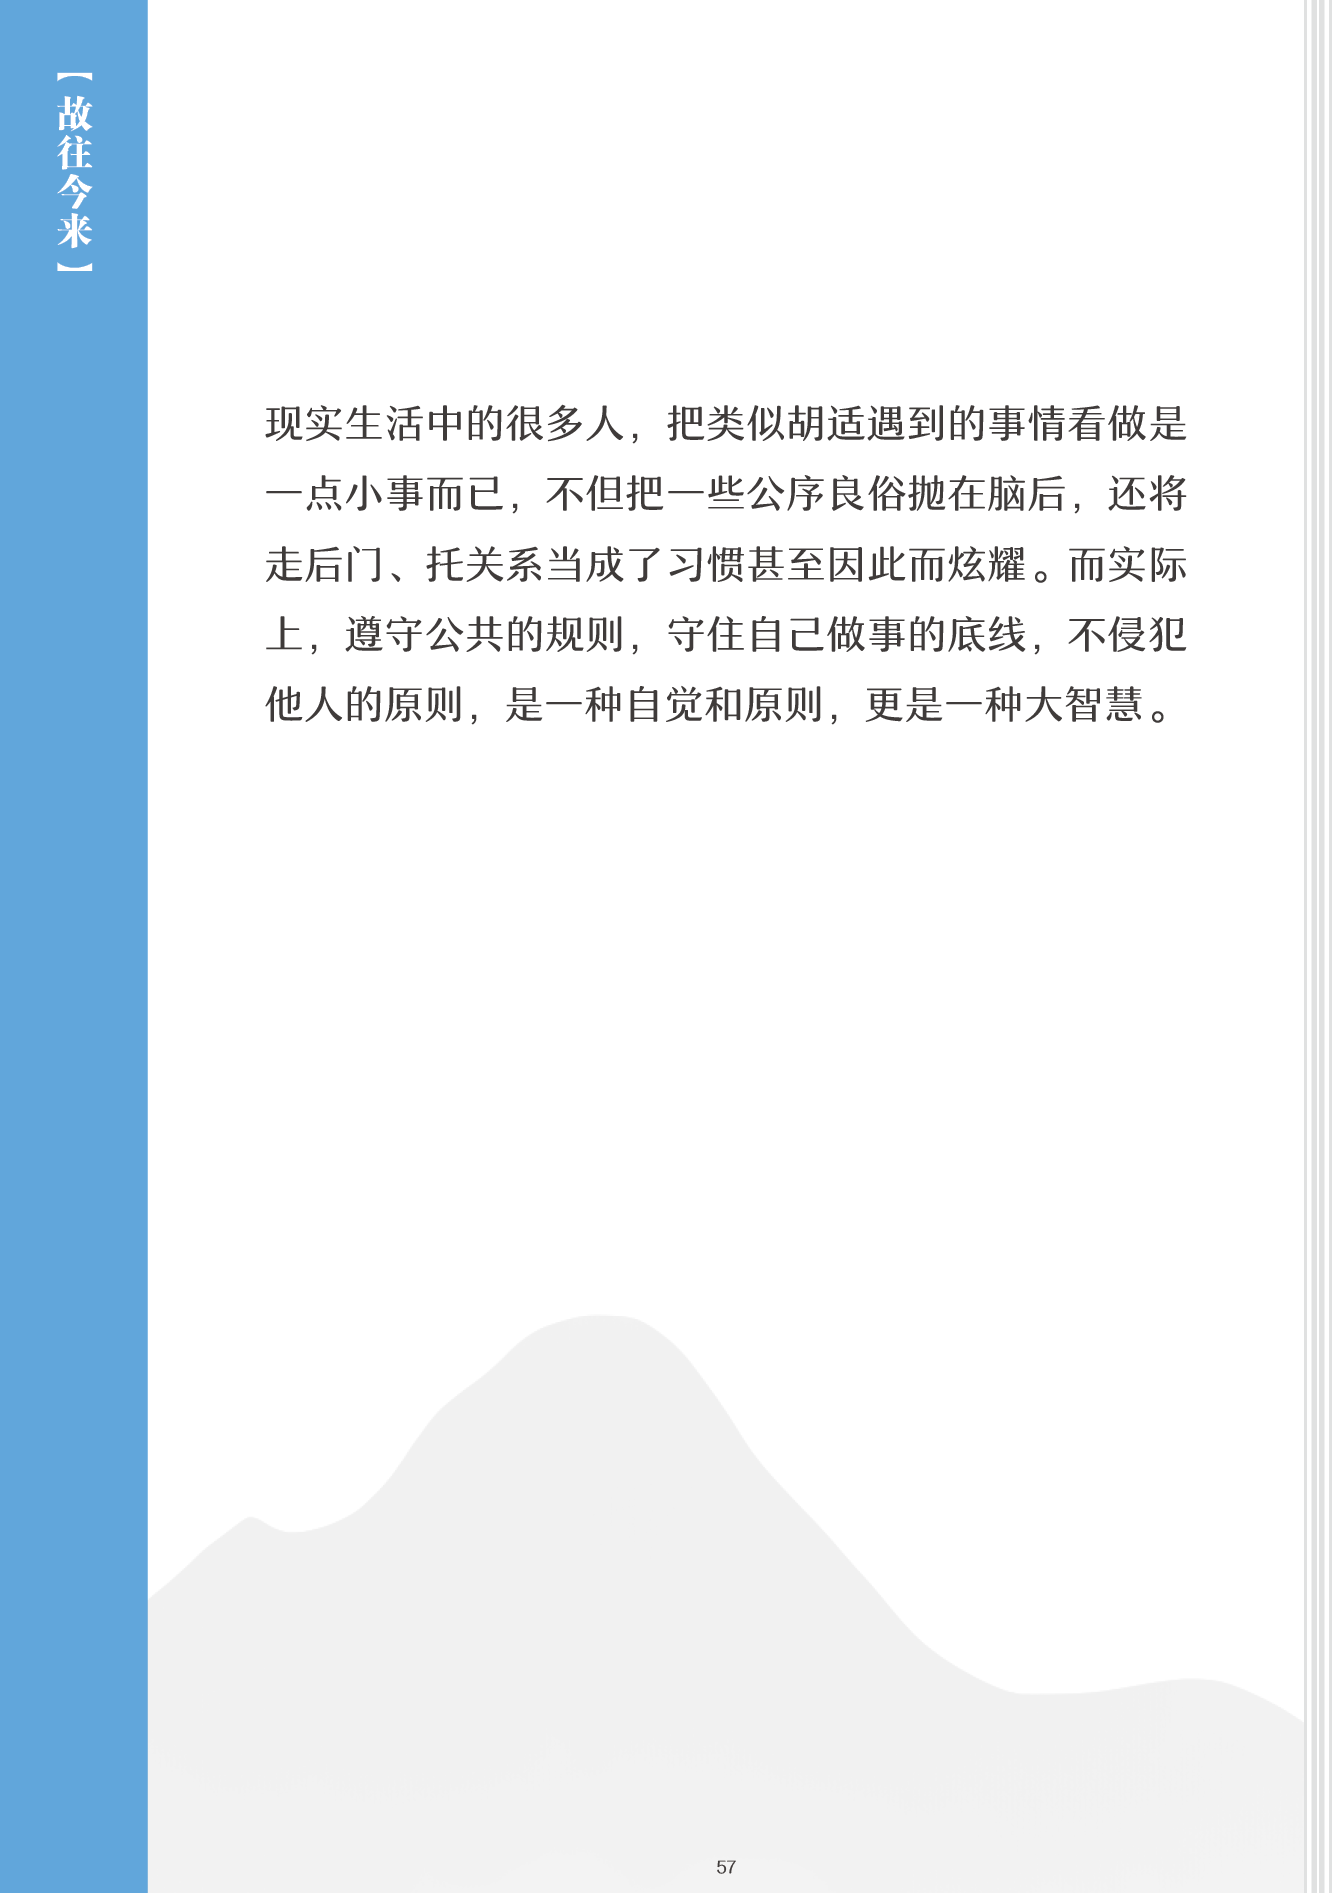 【故往今来】
现实生活中的很多人，把类似胡适遇到的事情看做是
一点小事而已，不但把一些公序良俗抛在脑后，还将
走后门、托关系当成了习惯甚至因此而炫耀。而实际
上，遵守公共的规则，守住自己做事的底线，不侵犯
他人的原则，是一种自觉和原则，更是一种大智慧。
57